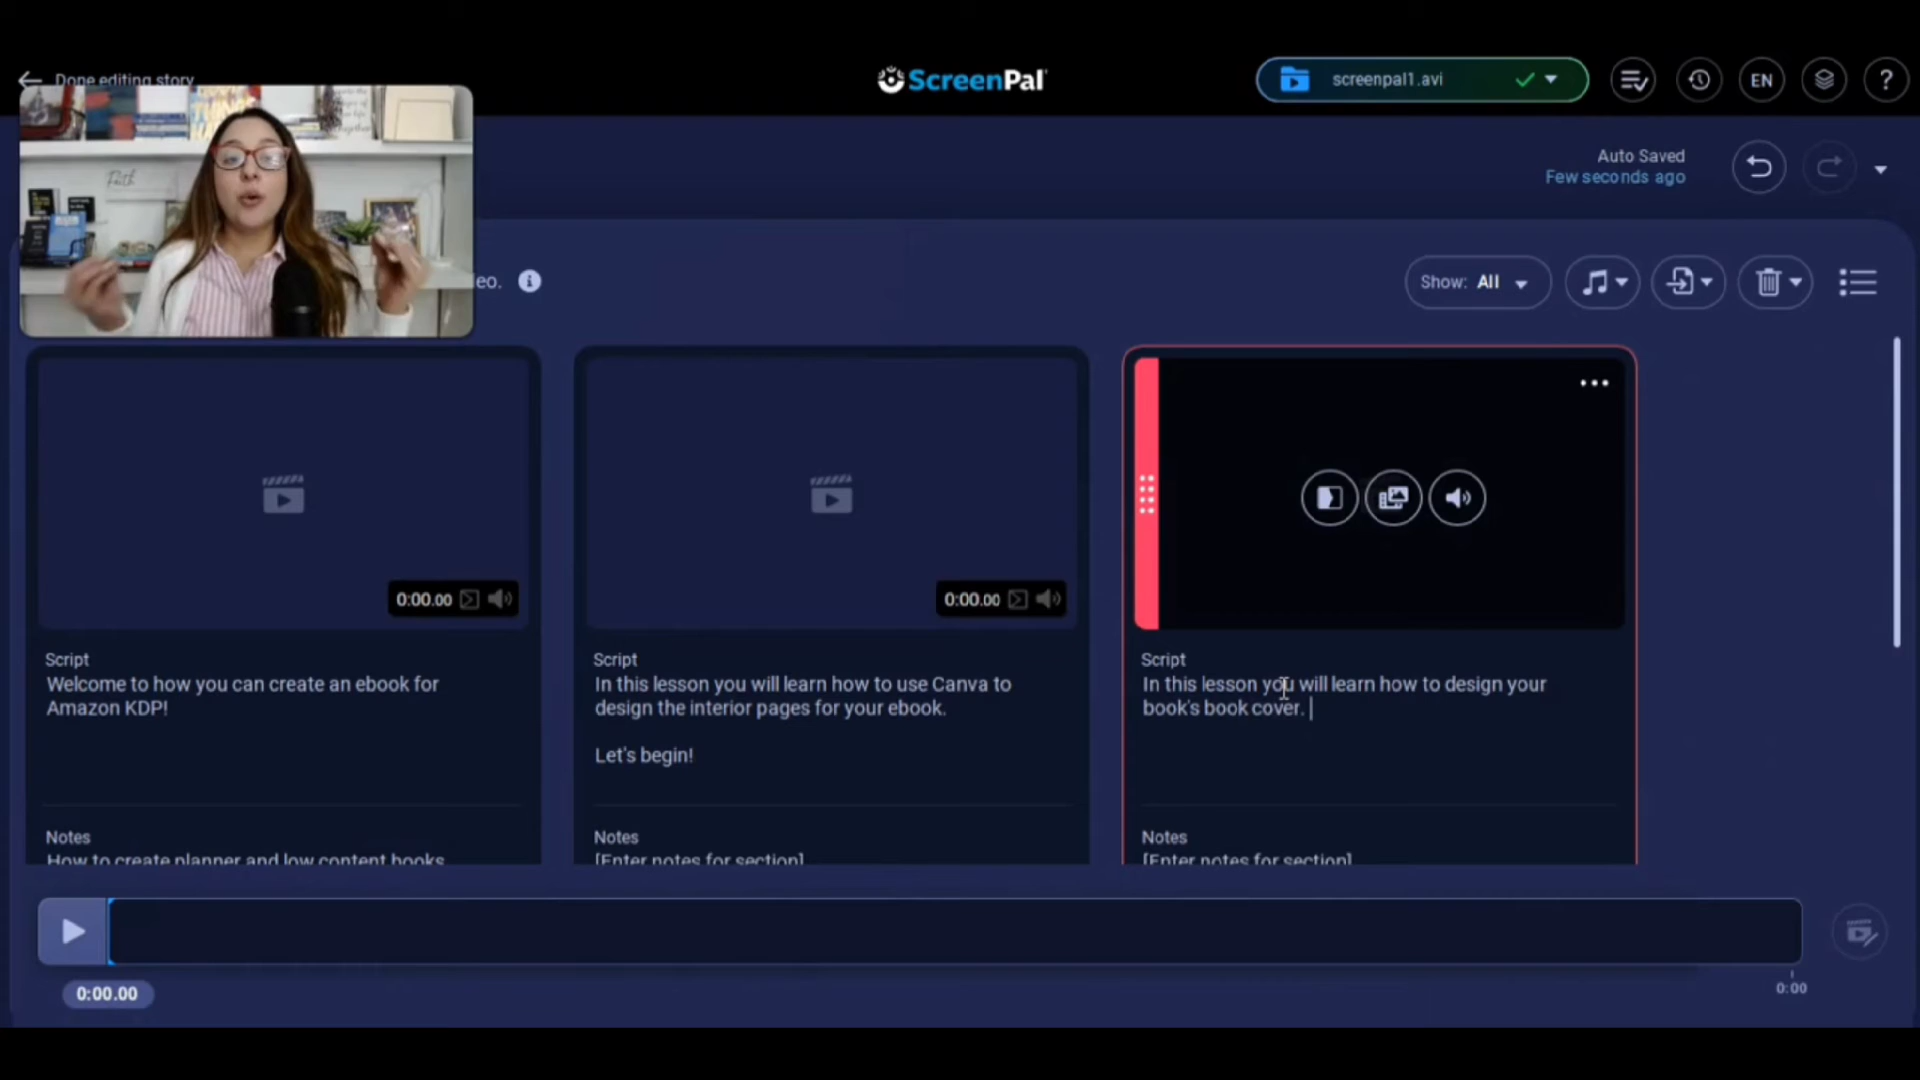 Done editing story
ScreenPal
screenpal1.avi
EN
?
Auto Saved
Few seconds ago
Faith
eo.
Show: All
0:00.00
0:00.00
Script
Welcome to how you can create an ebook for
Amazon KDP!
Script
In this lesson you will learn how to use Canva to
design the interior pages for your ebook.
Let's begin!
Script
In this lesson you will learn how to design your
book's book cover.
Notes
How to create planner and low content books
Notes
[Enter notes for section]
Notes
[Enter notes for section]
0:00.00
0:00